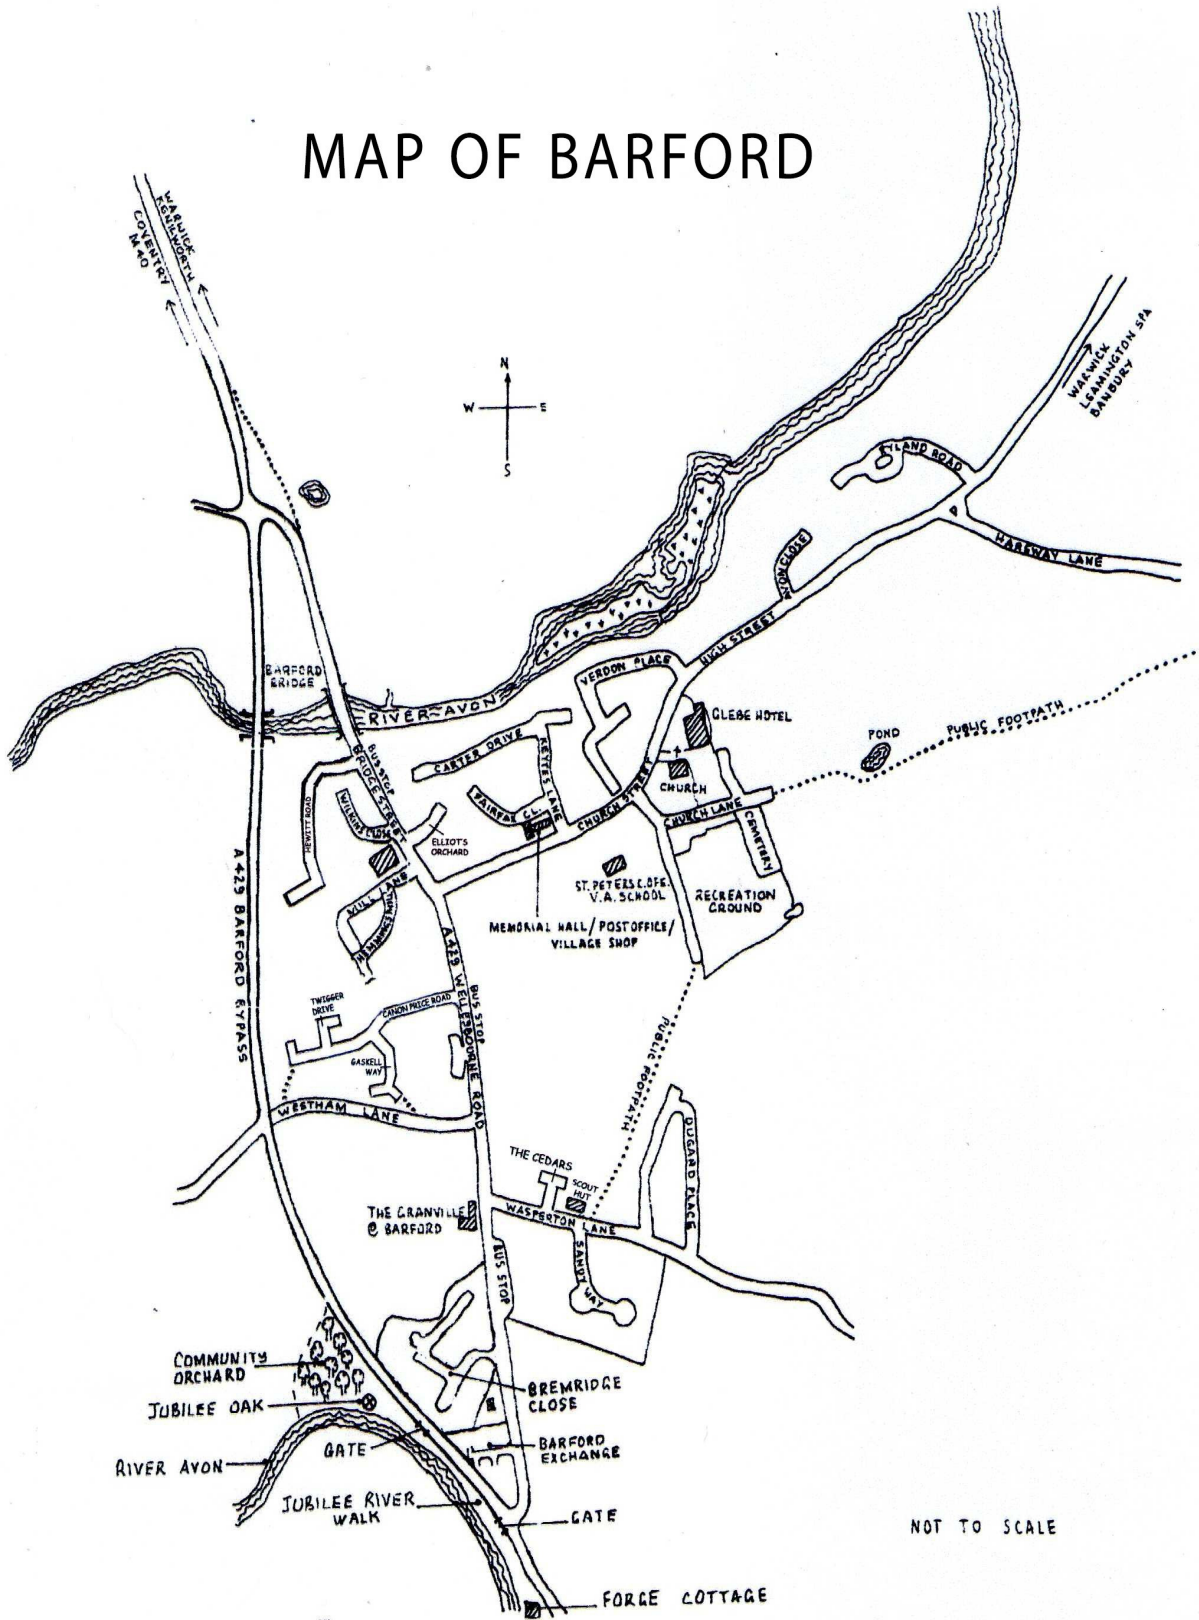 MAP OF BARFORD
WARWICK
KENILWORTH
COVENTRY
M40
N
W E
S
WARWICK
LEAMINGTON SPA
BANBURY
RYLAND ROAD
HAREWAY LANE
AVON CLOSE
HIGH STREET
VERDON PLACE
BARFORD
BRIDGE
RIVER AVON
GLEBE HOTEL
PUBLIC FOOTPATH
POND
BUS STOP
BRIDGE STREET
CARTER DRIVE
KEYTES LANE
CHURCH
CHURCH STREET
CHURCH LANE
CEMETERY
HEWITT ROAD
WILKINS CLOSE
FAIRFAX CL.
ELLIOT'S
ORCHARD
ST. PETERS C.OFE.
V.A. SCHOOL
RECREATION
GROUND
MILL LANE
HEMMINGS MILL
MEMORIAL HALL/POSTOFFICE/
VILLAGE SHOP
A429 BARFORD BYPASS
A429 WELLESBOURNE ROAD
BUS STOP
TWIGGER
DRIVE
CANON PRICE ROAD
GASKELL
WAY
PUBLIC FOOTPATH
WESTHAM LANE
DUGARD PLACE
THE CEDARS
SCOUT
HUT
THE GRANVILLE
@ BARFORD
WASPERTON LANE
SANDY WAY
BUS STOP
COMMUNITY
ORCHARD
JUBILEE OAK
BREMRIDGE
CLOSE
GATE
BARFORD
EXCHANGE
RIVER AVON
JUBILEE RIVER
WALK
GATE
NOT TO SCALE
FORGE COTTAGE